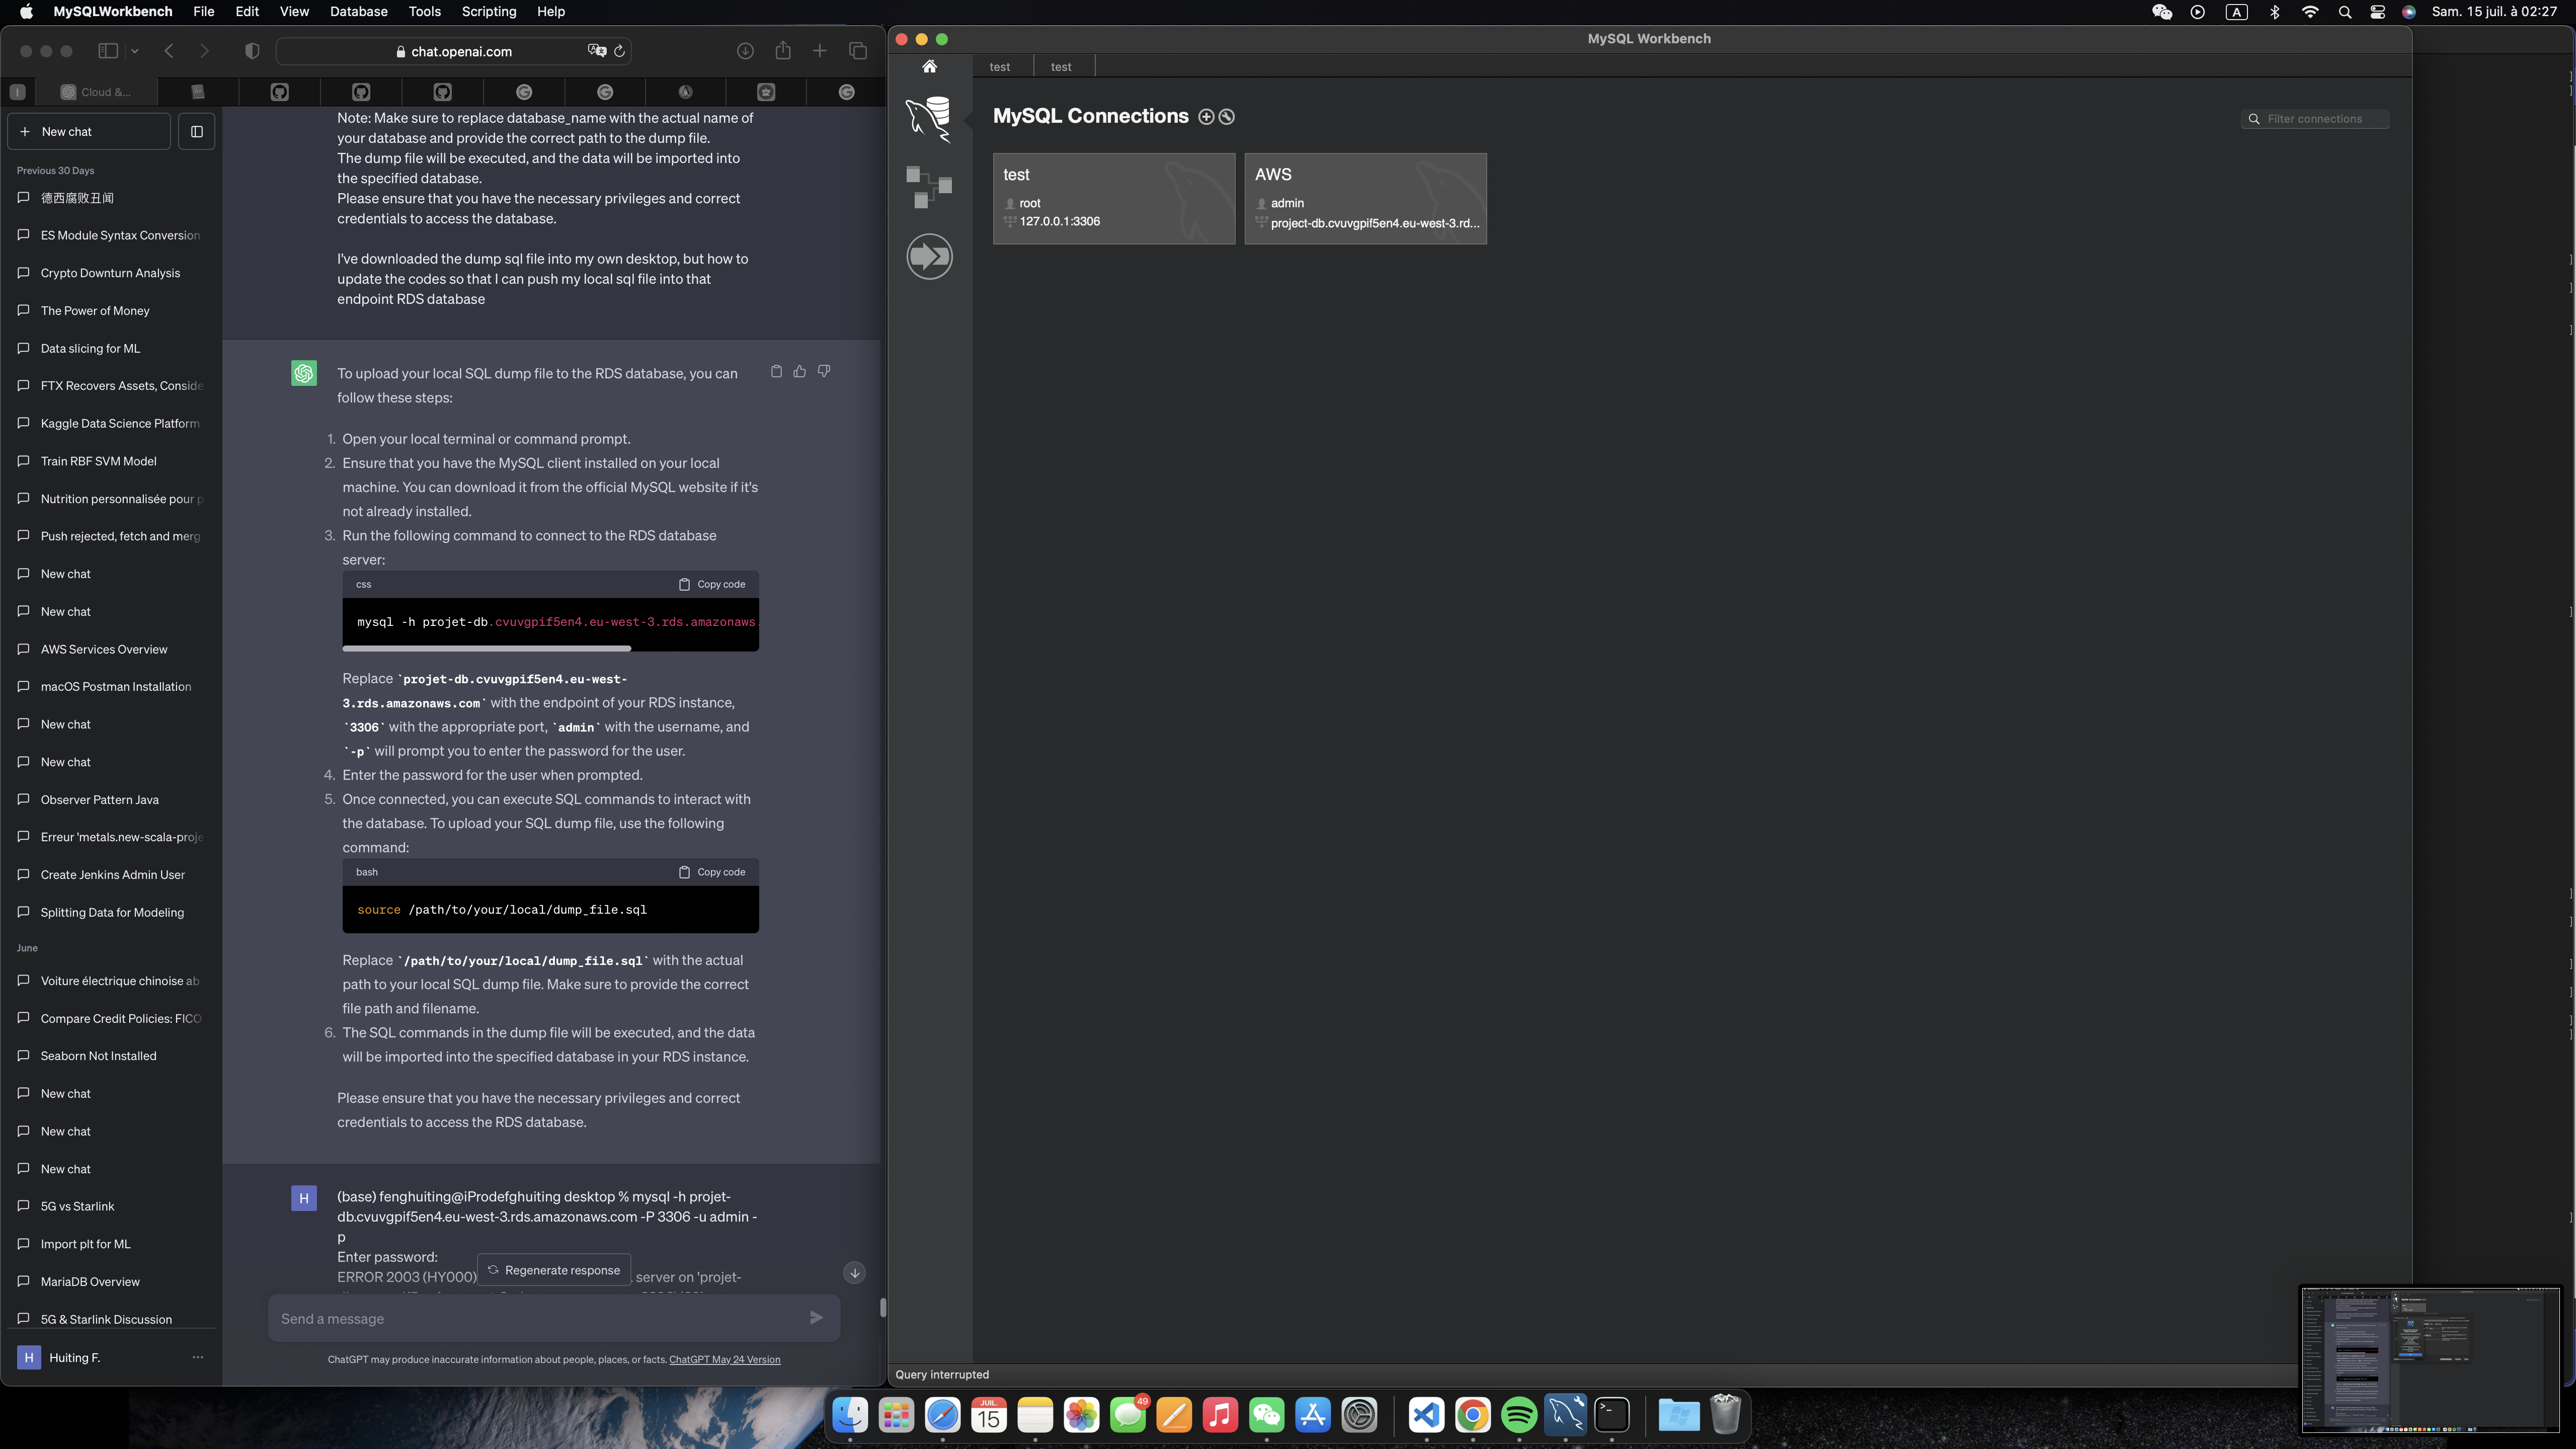 MySQLWorkbench File Edit View Database Tools Scripting Help
A Sam. 15 juil. à 02:27
chat.openai.com
Cloud &...
New chat
Previous 30 Days
德西腐败丑闻
ES Module Syntax Conversion
Crypto Downturn Analysis
The Power of Money
Data slicing for ML
FTX Recovers Assets, Conside
Kaggle Data Science Platform
Train RBF SVM Model
Nutrition personnalisée pour p
Push rejected, fetch and merg
New chat
New chat
AWS Services Overview
macOS Postman Installation
New chat
New chat
Observer Pattern Java
Erreur 'metals.new-scala-proje
Create Jenkins Admin User
Splitting Data for Modeling
June
Voiture électrique chinoise ab
Compare Credit Policies: FICO
Seaborn Not Installed
New chat
New chat
New chat
5G vs Starlink
Import plt for ML
MariaDB Overview
5G & Starlink Discussion
H Huiting F.
Note: Make sure to replace database_name with the actual name of
your database and provide the correct path to the dump file.
The dump file will be executed, and the data will be imported into
the specified database.
Please ensure that you have the necessary privileges and correct
credentials to access the database.
I've downloaded the dump sql file into my own desktop, but how to
update the codes so that I can push my local sql file into that
endpoint RDS database
To upload your local SQL dump file to the RDS database, you can
follow these steps:
1. Open your local terminal or command prompt.
2. Ensure that you have the MySQL client installed on your local
machine. You can download it from the official MySQL website if it's
not already installed.
3. Run the following command to connect to the RDS database
server:
css Copy code
mysql -h projet-db.cvuvgpif5en4.eu-west-3.rds.amazonaws.
Replace `projet-db.cvuvgpif5en4.eu-west-
3.rds.amazonaws.com` with the endpoint of your RDS instance,
`3306` with the appropriate port, `admin` with the username, and
`-p` will prompt you to enter the password for the user.
4. Enter the password for the user when prompted.
5. Once connected, you can execute SQL commands to interact with
the database. To upload your SQL dump file, use the following
command:
bash Copy code
source /path/to/your/local/dump_file.sql
Replace `/path/to/your/local/dump_file.sql` with the actual
path to your local SQL dump file. Make sure to provide the correct
file path and filename.
6. The SQL commands in the dump file will be executed, and the data
will be imported into the specified database in your RDS instance.
Please ensure that you have the necessary privileges and correct
credentials to access the RDS database.
H
(base) fenghuiting@iProdefghuiting desktop % mysql -h projet-
db.cvuvgpif5en4.eu-west-3.rds.amazonaws.com -P 3306 -u admin -
p
Enter password:
ERROR 2003 (HY000) server on 'projet-
Regenerate response
Send a message
ChatGPT may produce inaccurate information about people, places, or facts. ChatGPT May 24 Version
MySQL Workbench
test test
MySQL Connections
Filter connections
test
root
127.0.0.1:3306
AWS
admin
project-db.cvuvgpif5en4.eu-west-3.rd...
Query interrupted
JUIL.
15
49